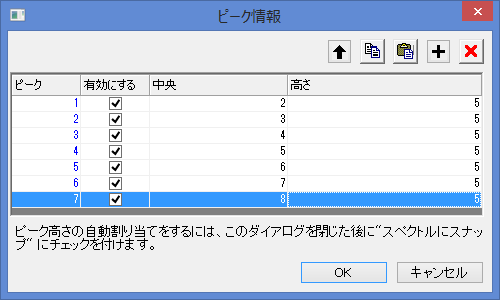 ピーク情報
ピーク 有効にする 中央 高さ
1 2 5
2 3 5
3 4 5
4 5 5
5 6 5
6 7 5
7 8 5
ピーク高さの自動割り当てをするには、このダイアログを閉じた後に"スペクトルにスナッ
プ"にチェックを付けます。
OK キャンセル